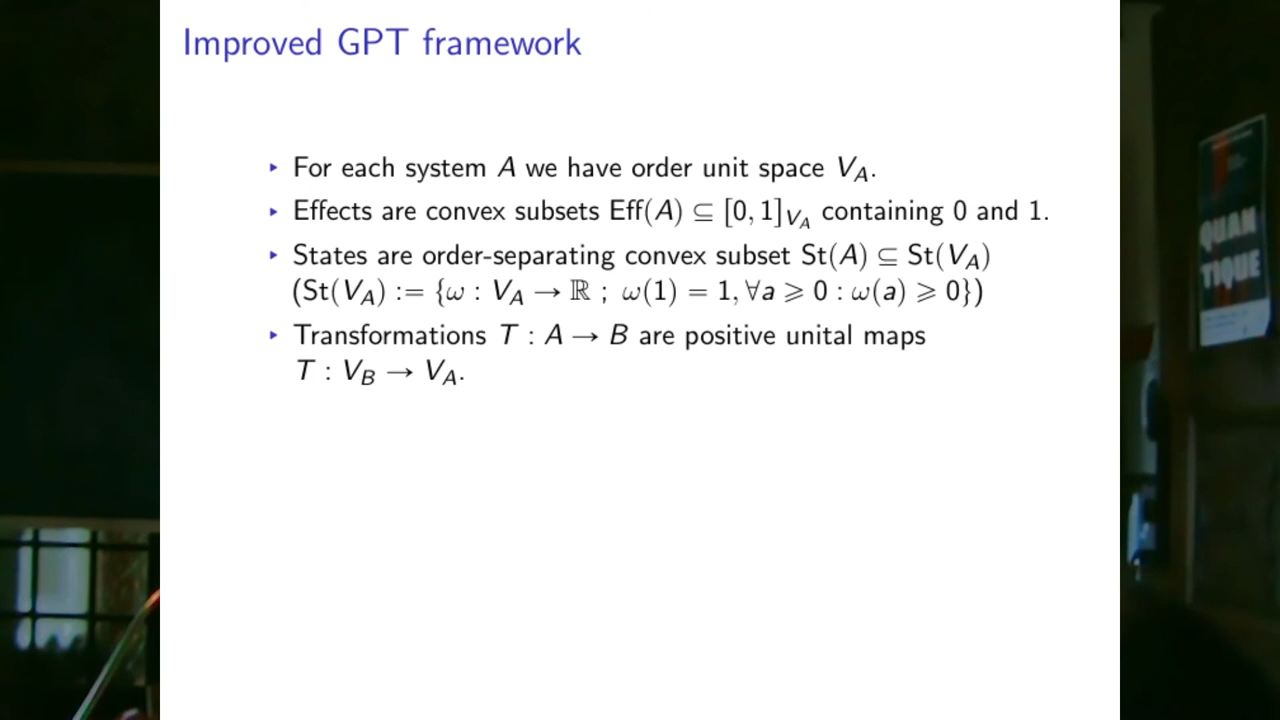 Improved GPT framework
‣ For each system A we have order unit space V_A.
‣ Effects are convex subsets Eff(A) ⊆ [0, 1]_{V_A} containing 0 and 1.
‣ States are order-separating convex subset St(A) ⊆ St(V_A)
(St(V_A) := {ω : V_A → ℝ ; ω(1) = 1, ∀a ⩾ 0 : ω(a) ⩾ 0})
‣ Transformations T : A → B are positive unital maps
T : V_B → V_A.
QUAN
TIQUE